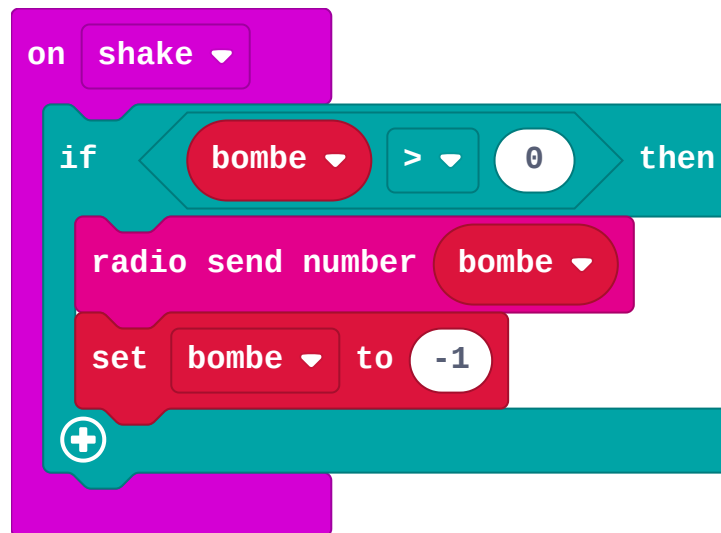 on shake
if bombe > 0 then
radio send number bombe
set bombe to -1